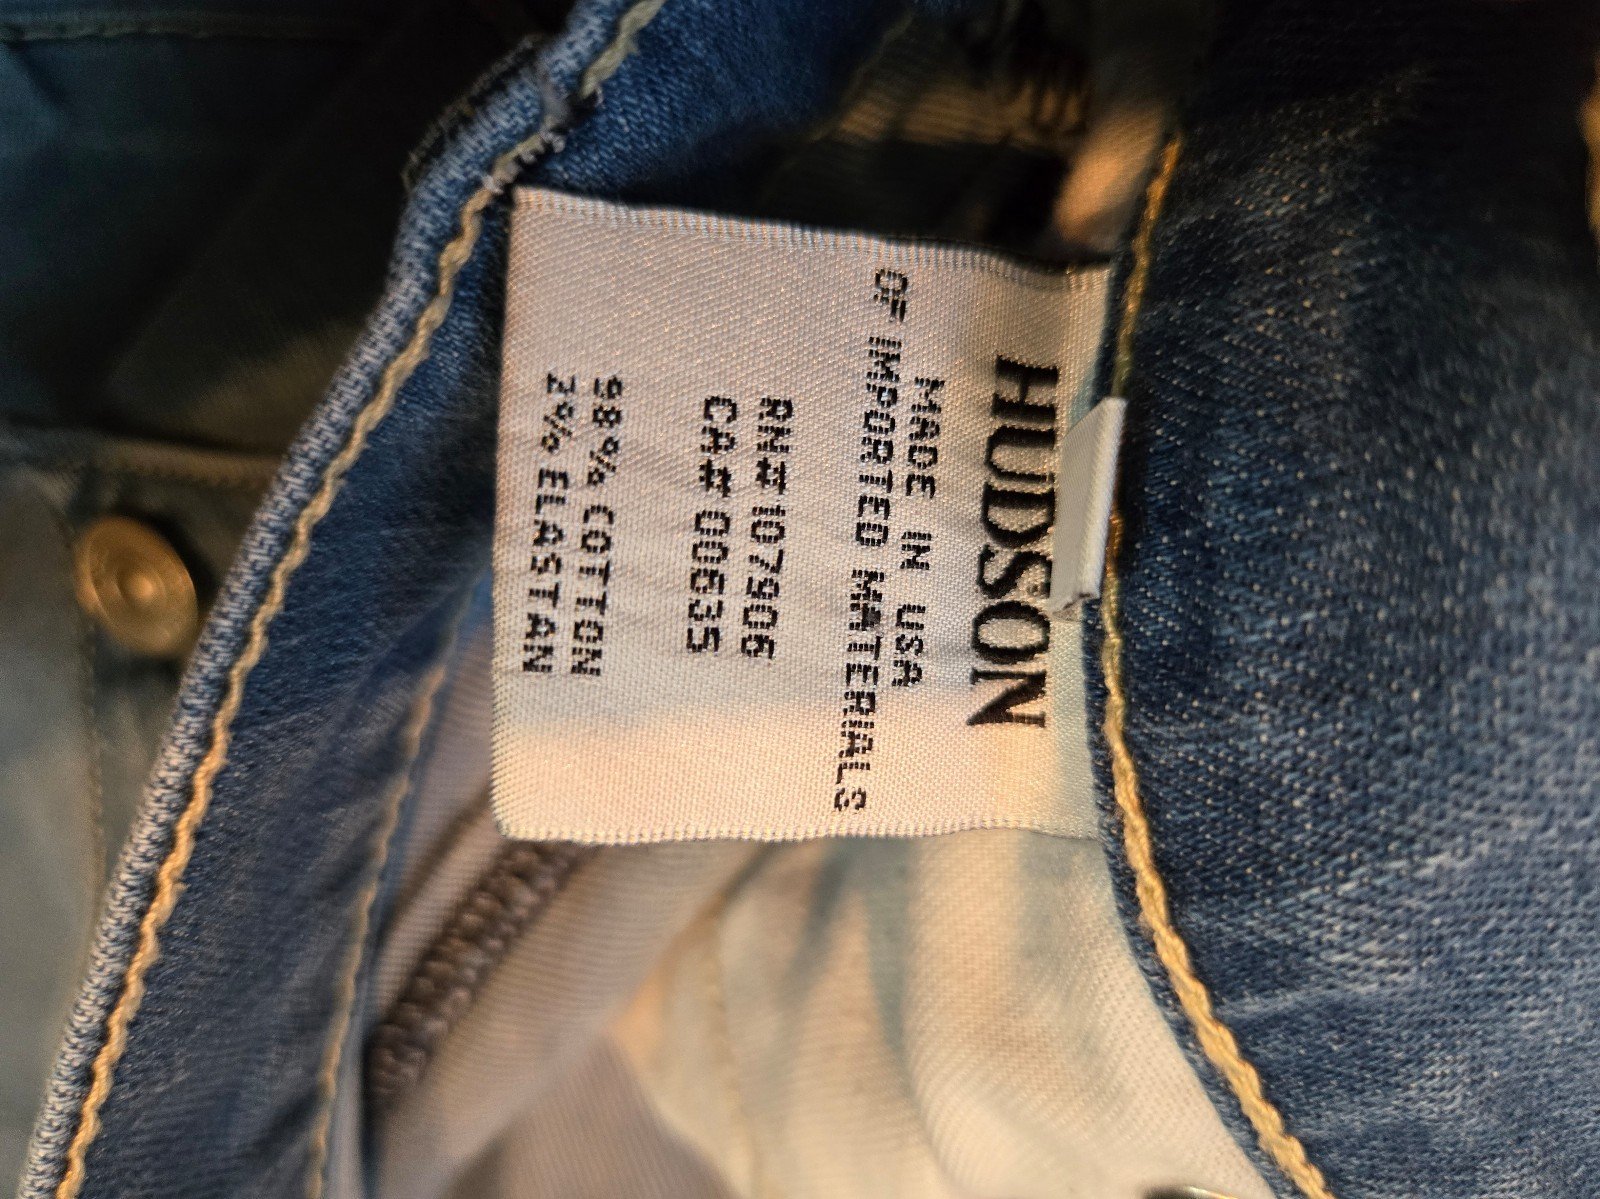 HUDSON
MADE IN USA
OF IMPORTED MATERIALS
RN# 107906
CA# 00635
98% COTTON
2% ELASTAN